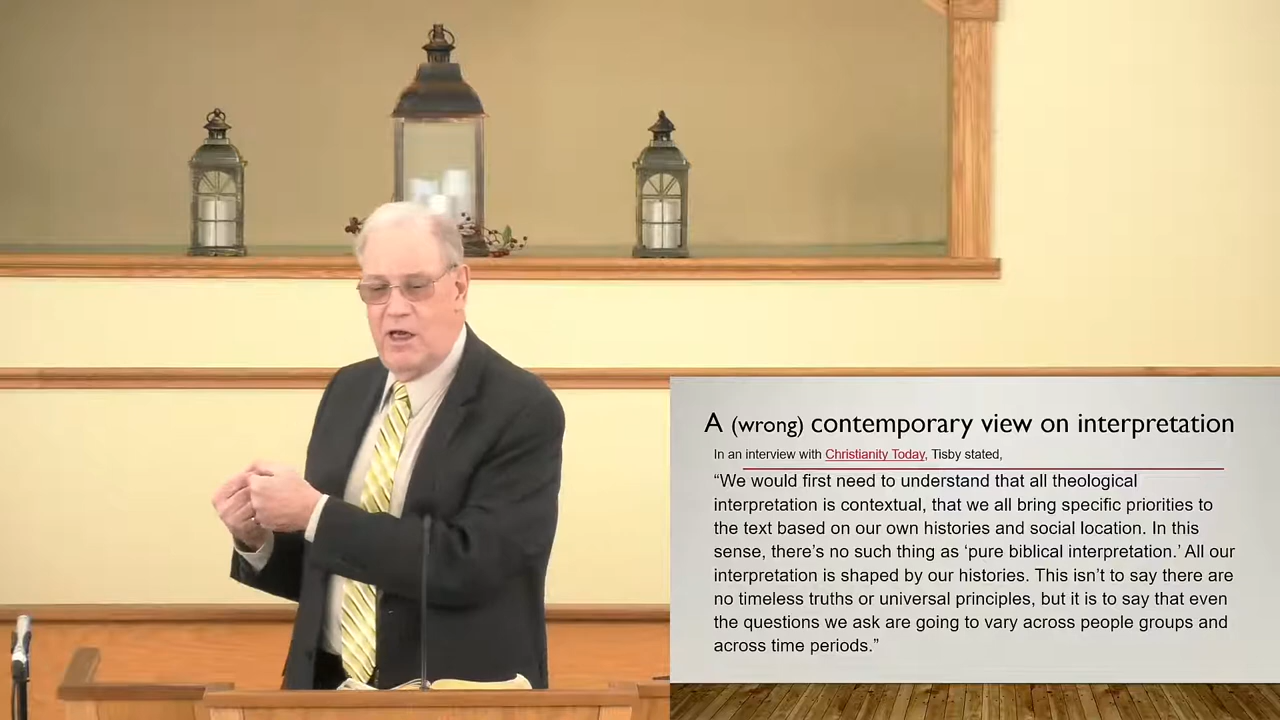 A (wrong) contemporary view on interpretation
In an interview with Christianity Today, Tisby stated,
“We would first need to understand that all theological
interpretation is contextual, that we all bring specific priorities to
the text based on our own histories and social location. In this
sense, there’s no such thing as ‘pure biblical interpretation.’ All our
interpretation is shaped by our histories. This isn’t to say there are
no timeless truths or universal principles, but it is to say that even
the questions we ask are going to vary across people groups and
across time periods.”